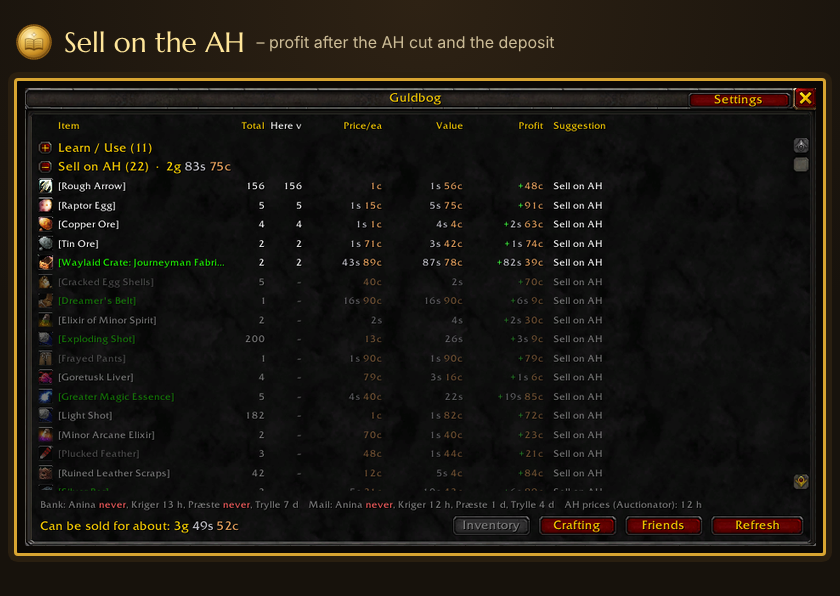 Sell on the AH – profit after the AH cut and the deposit
Guldbog
Settings
Item Total Here v Price/ea Value Profit Suggestion
Learn / Use (11)
Sell on AH (22) · 2g 83s 75c
[Rough Arrow] 156 156 1c 1s 56c +48c Sell on AH
[Raptor Egg] 5 5 1s 15c 5s 75c +91c Sell on AH
[Copper Ore] 4 4 1s 1c 4s 4c +2s 63c Sell on AH
[Tin Ore] 2 2 1s 71c 3s 42c +1s 74c Sell on AH
[Waylaid Crate: Journeyman Fabri... 2 2 43s 89c 87s 78c +82s 39c Sell on AH
[Cracked Egg Shells] 5 - 40c 2s +70c Sell on AH
[Dreamer's Belt] 1 - 16s 90c 16s 90c +6s 9c Sell on AH
[Elixir of Minor Spirit] 2 - 2s 4s +2s 30c Sell on AH
[Exploding Shot] 200 - 13c 26s +3s 9c Sell on AH
[Frayed Pants] 1 - 1s 90c 1s 90c +79c Sell on AH
[Goretusk Liver] 4 - 79c 3s 16c +1s 6c Sell on AH
[Greater Magic Essence] 5 - 4s 40c 22s +19s 85c Sell on AH
[Light Shot] 182 - 1c 1s 82c +72c Sell on AH
[Minor Arcane Elixir] 2 - 70c 1s 40c +23c Sell on AH
[Plucked Feather] 3 - 48c 1s 44c +21c Sell on AH
[Ruined Leather Scraps] 42 - 12c 5s 4c +84c Sell on AH
Bank: Anina never, Kriger 13 h, Præste never, Trylle 7 d Mail: Anina never, Kriger 12 h, Præste 1 d, Trylle 4 d AH prices (Auctionator): 12 h
Can be sold for about: 3g 49s 52c
Inventory Crafting Friends Refresh